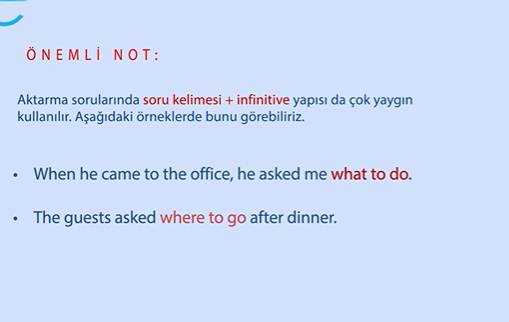 ÖNEMLİ NOT:
Aktarma sorularında soru kelimesi + infinitive yapısı da çok yaygın
kullanılır. Aşağıdaki örneklerde bunu görebiliriz.
• When he came to the office, he asked me what to do.
• The guests asked where to go after dinner.